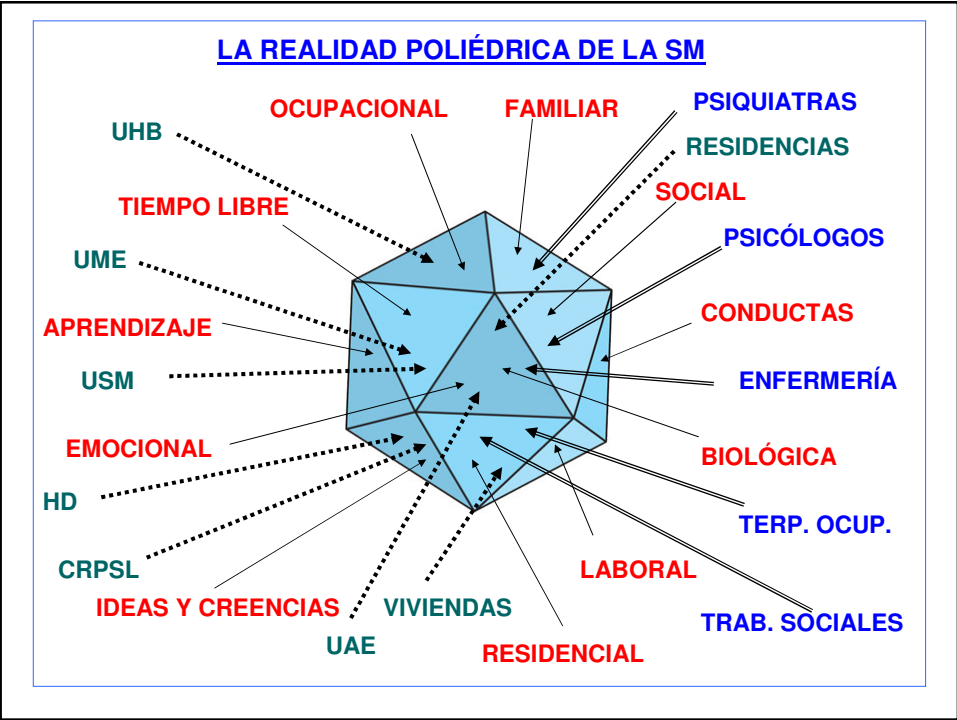 LA REALIDAD POLIÉDRICA DE LA SM
OCUPACIONAL
FAMILIAR
PSIQUIATRAS
UHB
RESIDENCIAS
TIEMPO LIBRE
SOCIAL
PSICÓLOGOS
UME
APRENDIZAJE
CONDUCTAS
USM
ENFERMERÍA
EMOCIONAL
BIOLÓGICA
HD
TERP. OCUP.
CRPSL
LABORAL
IDEAS Y CREENCIAS
VIVIENDAS
TRAB. SOCIALES
UAE
RESIDENCIAL